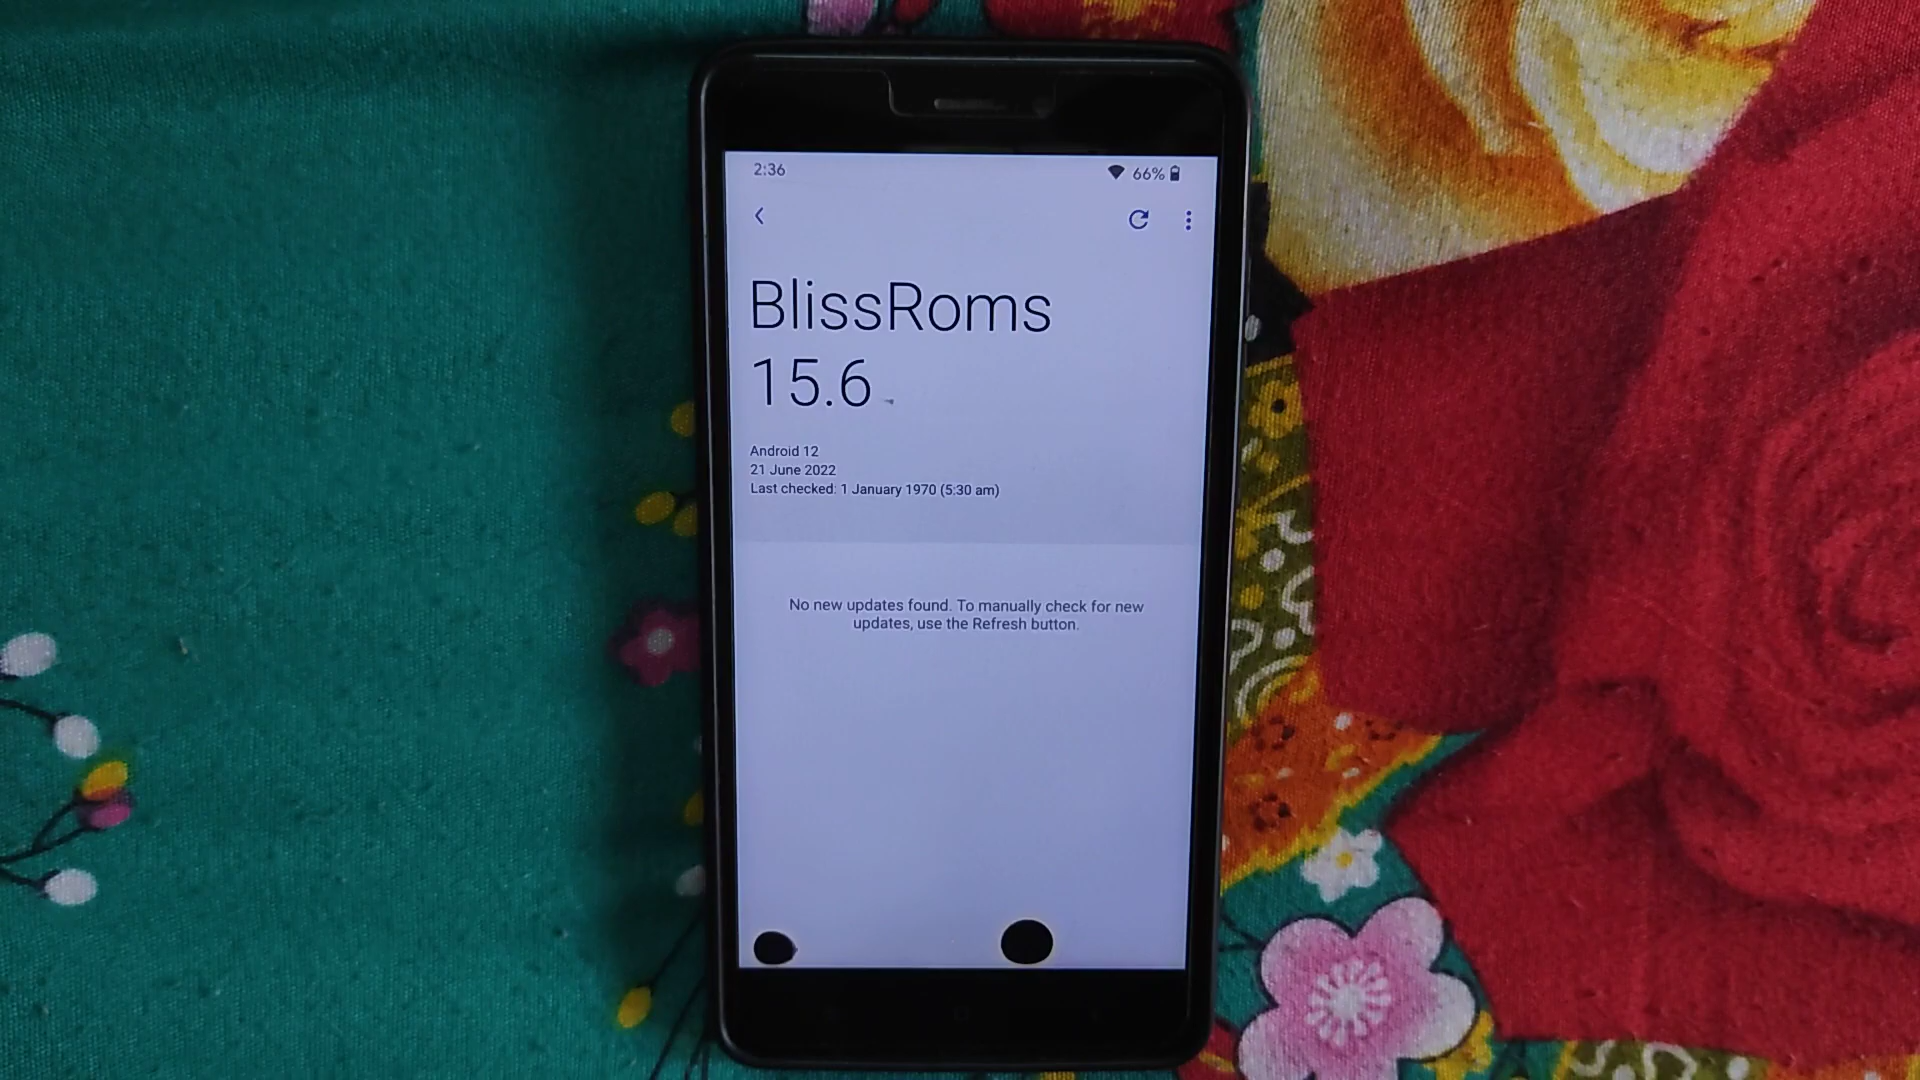 2:36
66%
BlissRoms
15.6
Android 12
21 June 2022
Last checked: 1 January 1970 (5:30 am)
No new updates found. To manually check for new
updates, use the Refresh button.